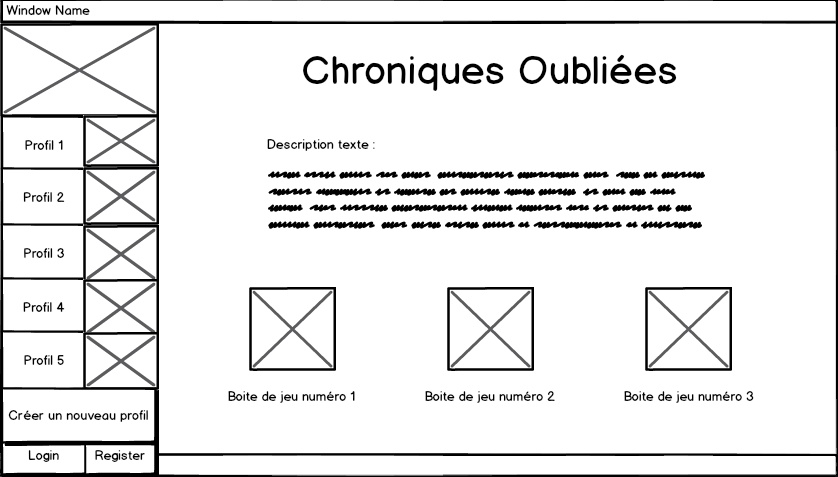 Window Name
Chroniques Oubliées
Profil 1
Profil 2
Profil 3
Profil 4
Profil 5
Créer un nouveau profil
Login
Register
Description texte :
Boite de jeu numéro 1
Boite de jeu numéro 2
Boite de jeu numéro 3